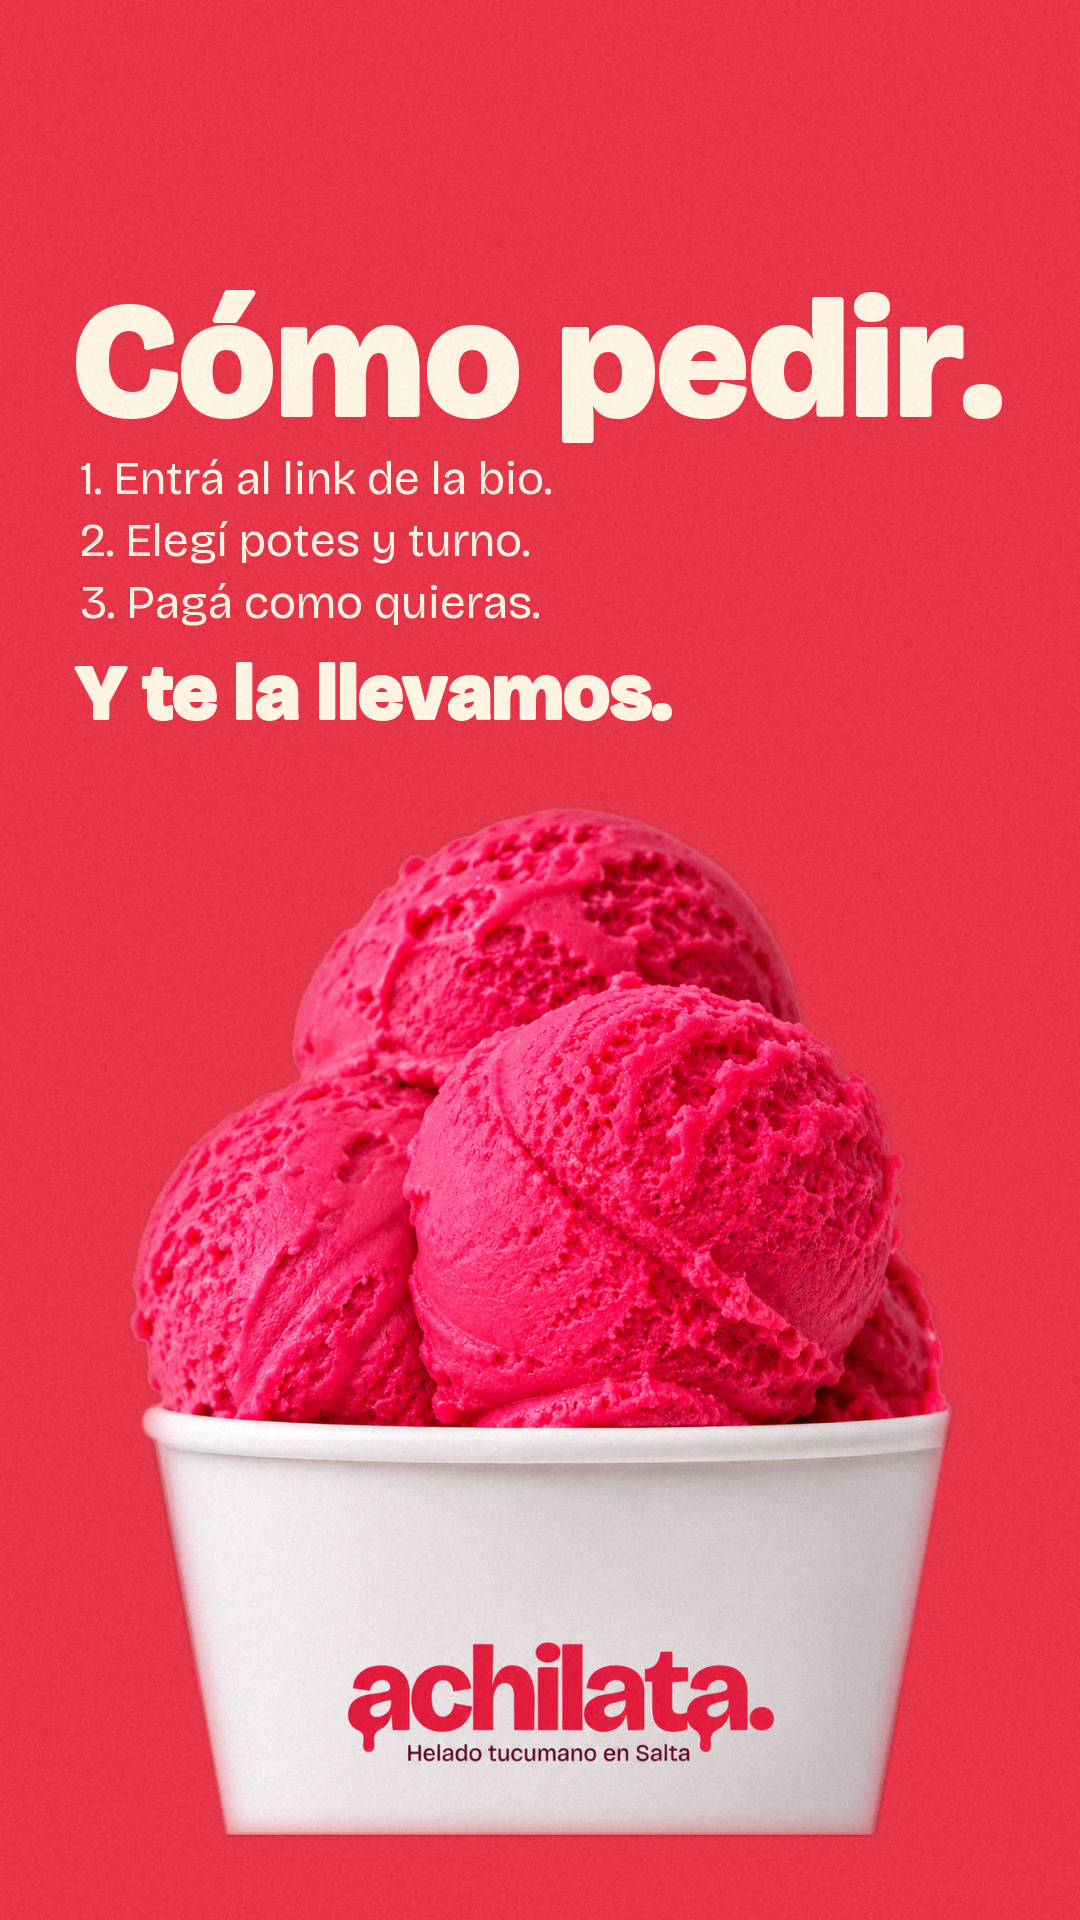 Cómo pedir.
1. Entrá al link de la bio.
2. Elegí potes y turno.
3. Pagá como quieras.
Y te la llevamos.
achilata.
Helado tucumano en Salta